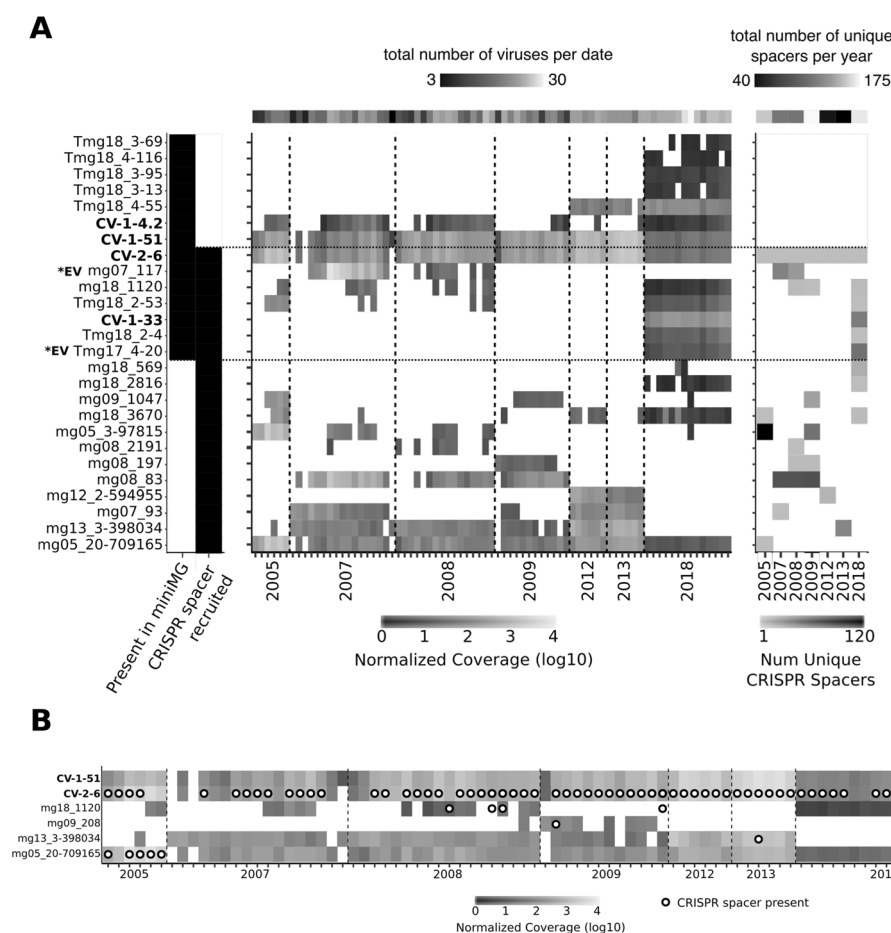 A
total number of viruses per date
3 30
total number of unique
spacers per year
40 175
Tmg18_3-69
Tmg18_4-116
Tmg18_3-95
Tmg18_3-13
Tmg18_4-55
CV-1-4.2
CV-1-51
CV-2-6
*EV mg07_117
mg18_1120
Tmg18_2-53
CV-1-33
Tmg18_2-4
*EV Tmg17_4-20
mg18_569
mg18_2816
mg09_1047
mg18_3670
mg05_3-97815
mg08_2191
mg08_197
mg08_83
mg12_2-594955
mg07_93
mg13_3-398034
mg05_20-709165
Present in miniMG
CRISPR spacer
recruited
2005 2007 2008 2009 2012 2013 2018
2005 2007 2008 2009 2012 2013 2018
0 1 2 3 4
Normalized Coverage (log10)
1 120
Num Unique
CRISPR Spacers
B
CV-1-51
CV-2-6
mg18_1120
mg09_208
mg13_3-398034
mg05_20-709165
2005 2007 2008 2009 2012 2013 201
0 1 2 3 4
Normalized Coverage (log10)
CRISPR spacer present